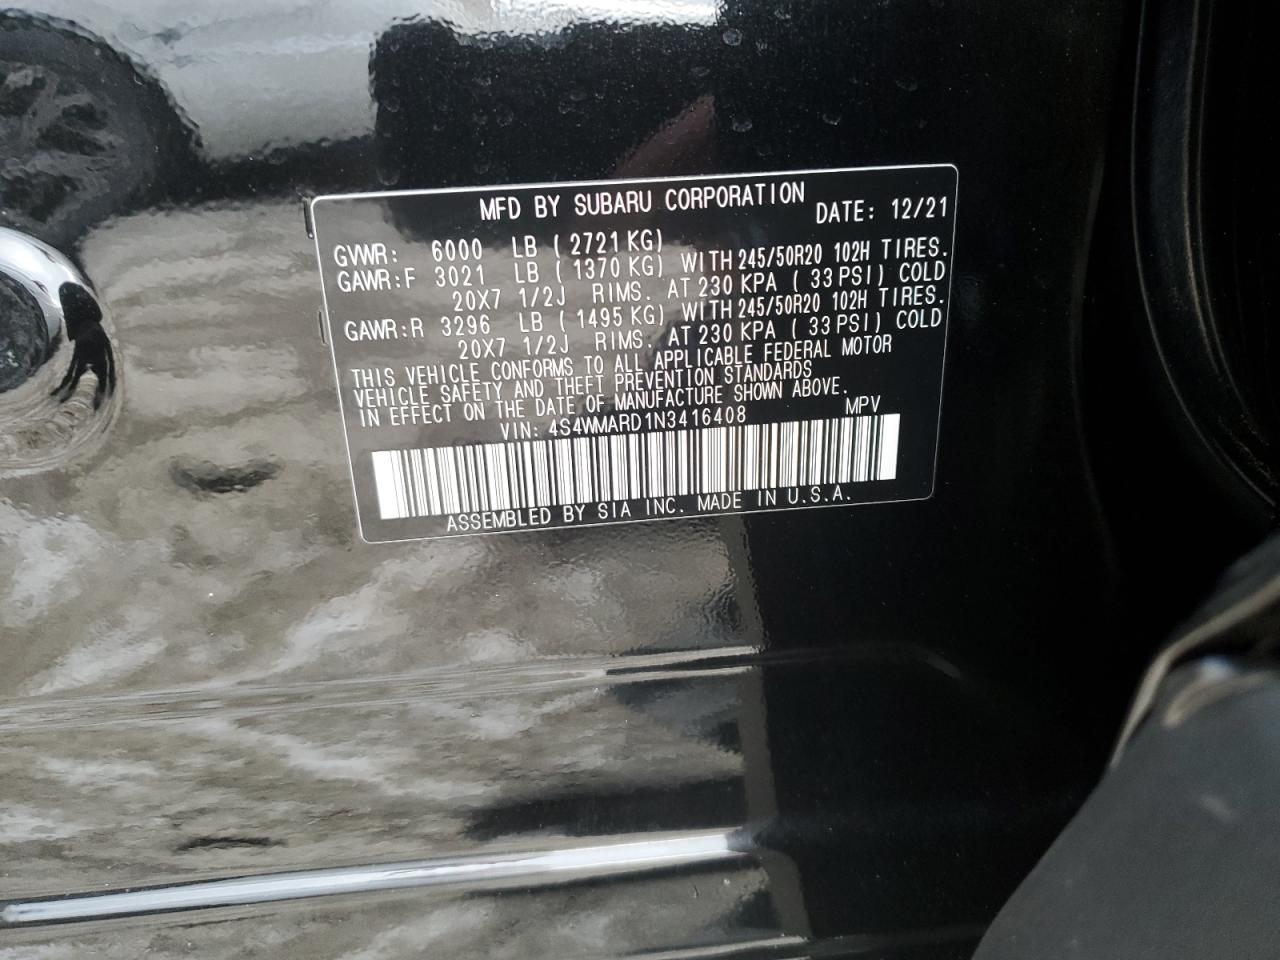 MFD BY SUBARU CORPORATION DATE: 12/21
GVWR: 6000 LB ( 2721 KG)
GAWR:F 3021 LB ( 1370 KG) WITH 245/50R20 102H TIRES.
20X7 1/2J RIMS. AT 230 KPA ( 33 PSI) COLD
GAWR:R 3296 LB ( 1495 KG) WITH 245/50R20 102H TIRES.
20X7 1/2J RIMS. AT 230 KPA ( 33 PSI) COLD
THIS VEHICLE CONFORMS TO ALL APPLICABLE FEDERAL MOTOR
VEHICLE SAFETY AND THEFT PREVENTION STANDARDS
IN EFFECT ON THE DATE OF MANUFACTURE SHOWN ABOVE.
VIN: 4S4WMARD1N3416408 MPV
ASSEMBLED BY SIA INC. MADE IN U.S.A.